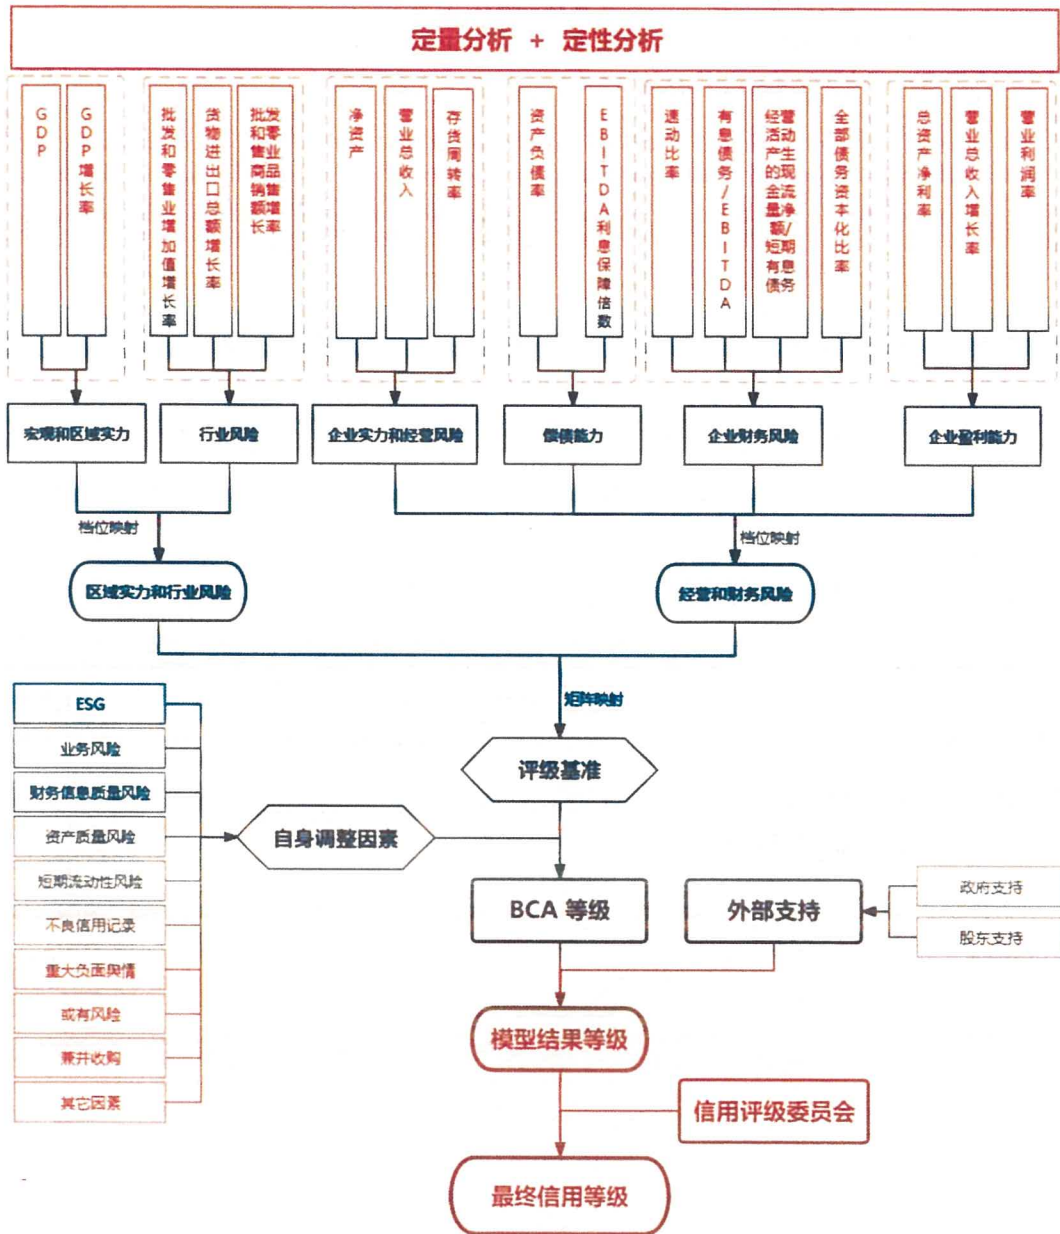 定量分析 + 定性分析
GDP
GDP增长率
批发和零售业增加值增长率
货物进出口总额增长率
批发和零售业商品销售额增长率
净资产
营业总收入
存货周转率
资产负债率
EBITDA利息保障倍数
速动比率
有息债务/EBITDA
经营活动产生的现金流量净额/短期有息债务
全部债务资本化比率
总资产净利率
营业总收入增长率
营业利润率
宏观和区域实力
行业风险
企业实力和经营风险
偿债能力
企业财务风险
企业盈利能力
档位映射
档位映射
区域实力和行业风险
经营和财务风险
矩阵映射
ESG
业务风险
财务信息质量风险
资产质量风险
短期流动性风险
不良信用记录
重大负面舆情
或有风险
兼并收购
其它因素
自身调整因素
评级基准
BCA 等级
外部支持
政府支持
股东支持
模型结果等级
信用评级委员会
最终信用等级